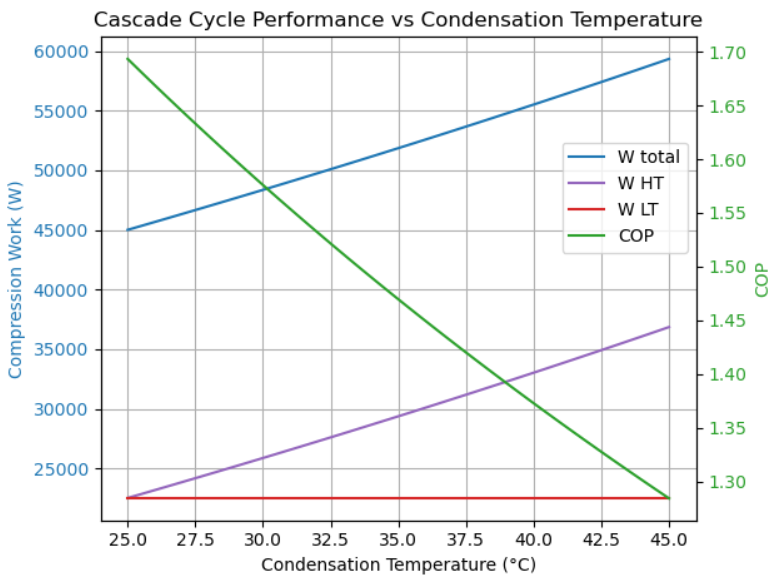 Cascade Cycle Performance vs Condensation Temperature
60000
55000
50000
45000
40000
35000
30000
25000
Compression Work (W)
1.70
1.65
1.60
1.55
1.50
1.45
1.40
1.35
1.30
COP
W total
W HT
W LT
COP
25.0 27.5 30.0 32.5 35.0 37.5 40.0 42.5 45.0
Condensation Temperature (°C)